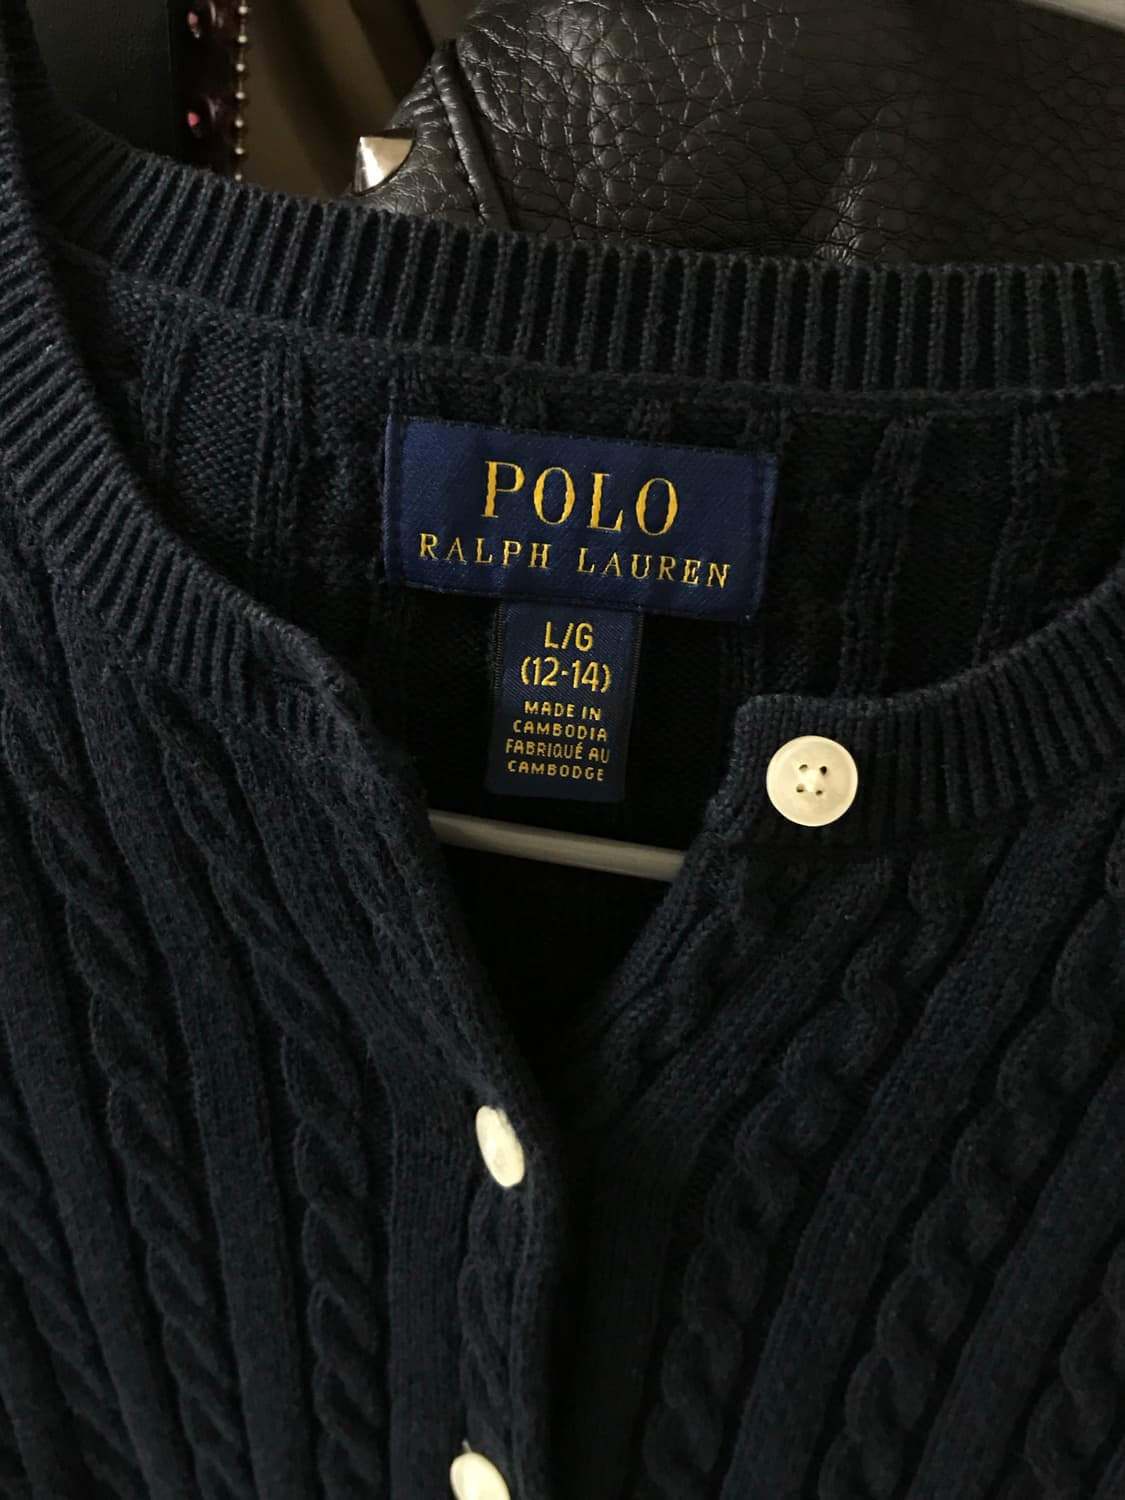 POLO
RALPH LAUREN
L/G
(12-14)
MADE IN
CAMBODIA
FABRIQUÉ AU
CAMBODGE